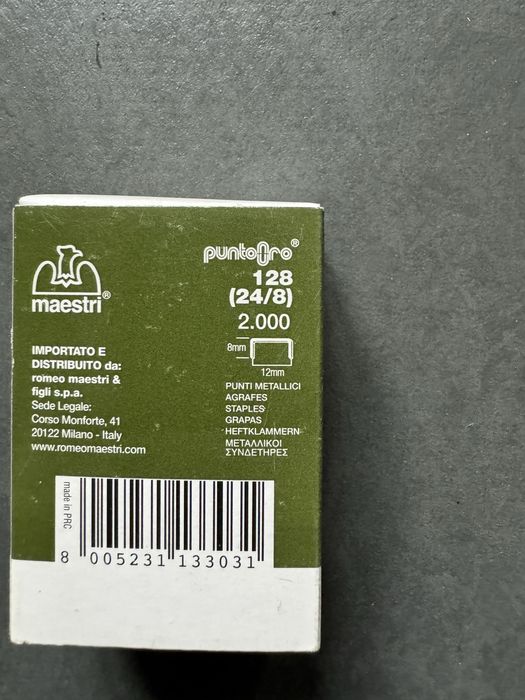 maestri®
IMPORTATO E
DISTRIBUITO da:
romeo maestri &
figli s.p.a.
Sede Legale:
Corso Monforte, 41
20122 Milano - Italy
www.romeomaestri.com
puntoOro®
128
(24/8)
2.000
8mm
12mm
PUNTI METALLICI
AGRAFES
STAPLES
GRAPAS
HEFTKLAMMERN
ΜΕΤΑΛΛΙΚΟΙ
ΣΥΝΔΕΤΗΡΕΣ
made in PRC
8 005231 133031